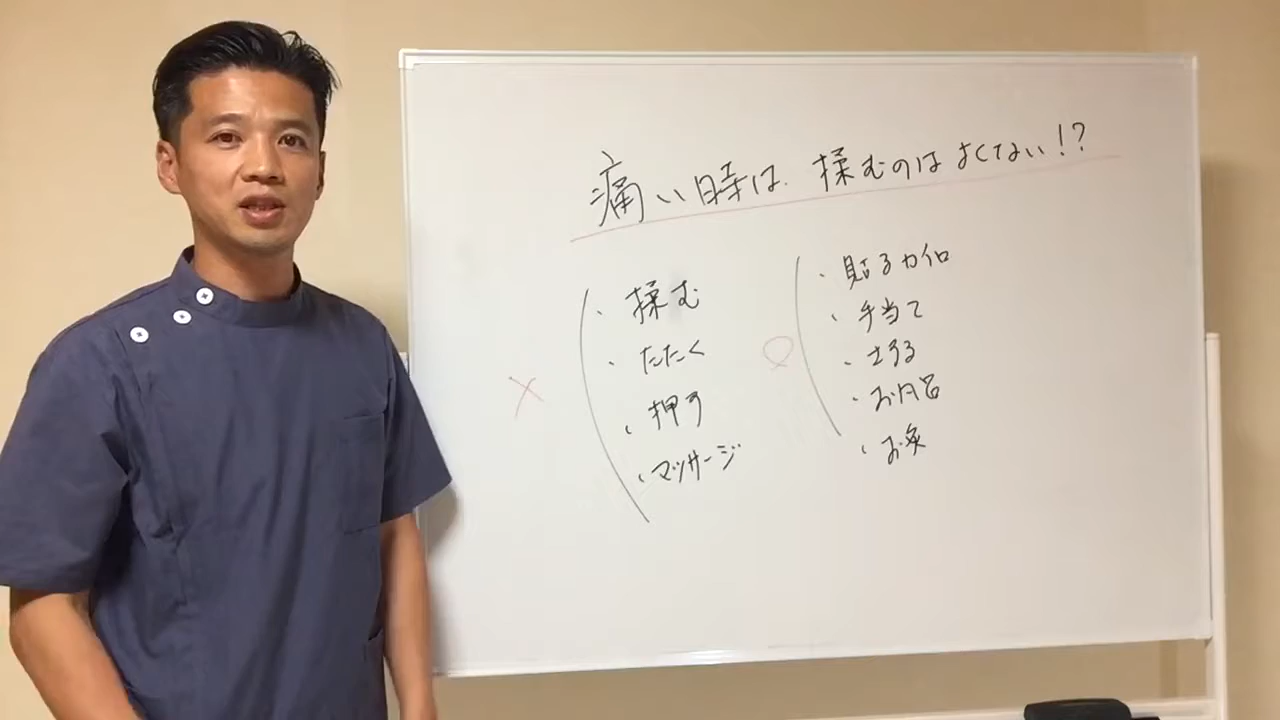 痛い時は、揉むのはよくない!?
×
・揉む
・たたく
・押す
・マッサージ
○
・貼るカイロ
・手当て
・さする
・お風呂
・お灸